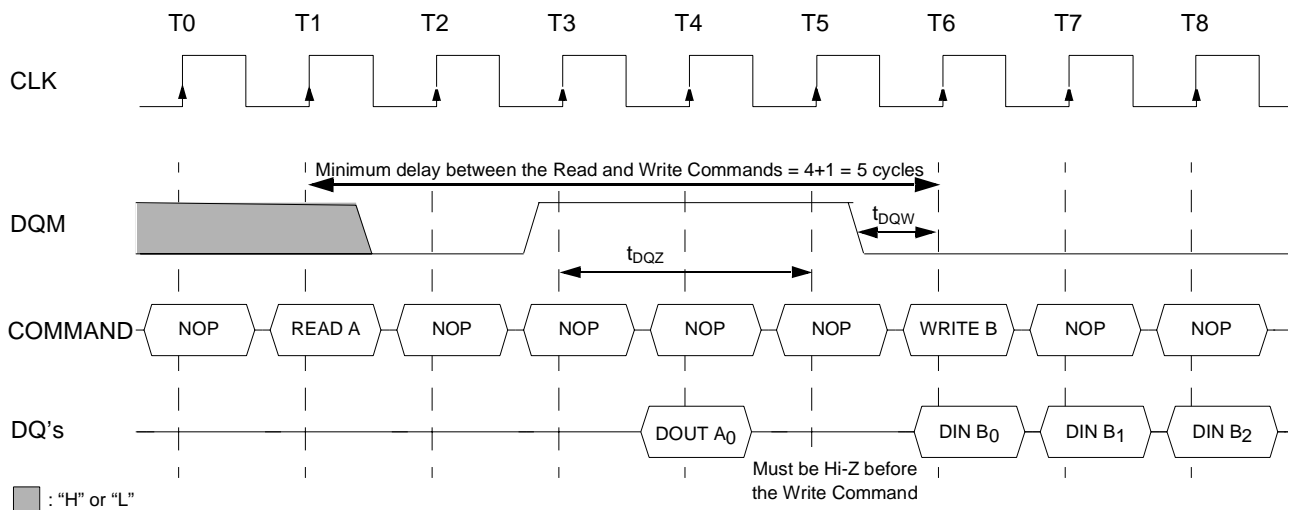 T0 T1 T2 T3 T4 T5 T6 T7 T8
CLK
Minimum delay between the Read and Write Commands = 4+1 = 5 cycles
DQM
tDQW
tDQZ
COMMAND NOP READ A NOP NOP NOP NOP WRITE B NOP NOP
DQ’s DOUT A0 DIN B0 DIN B1 DIN B2
Must be Hi-Z before
the Write Command
: “H” or “L”